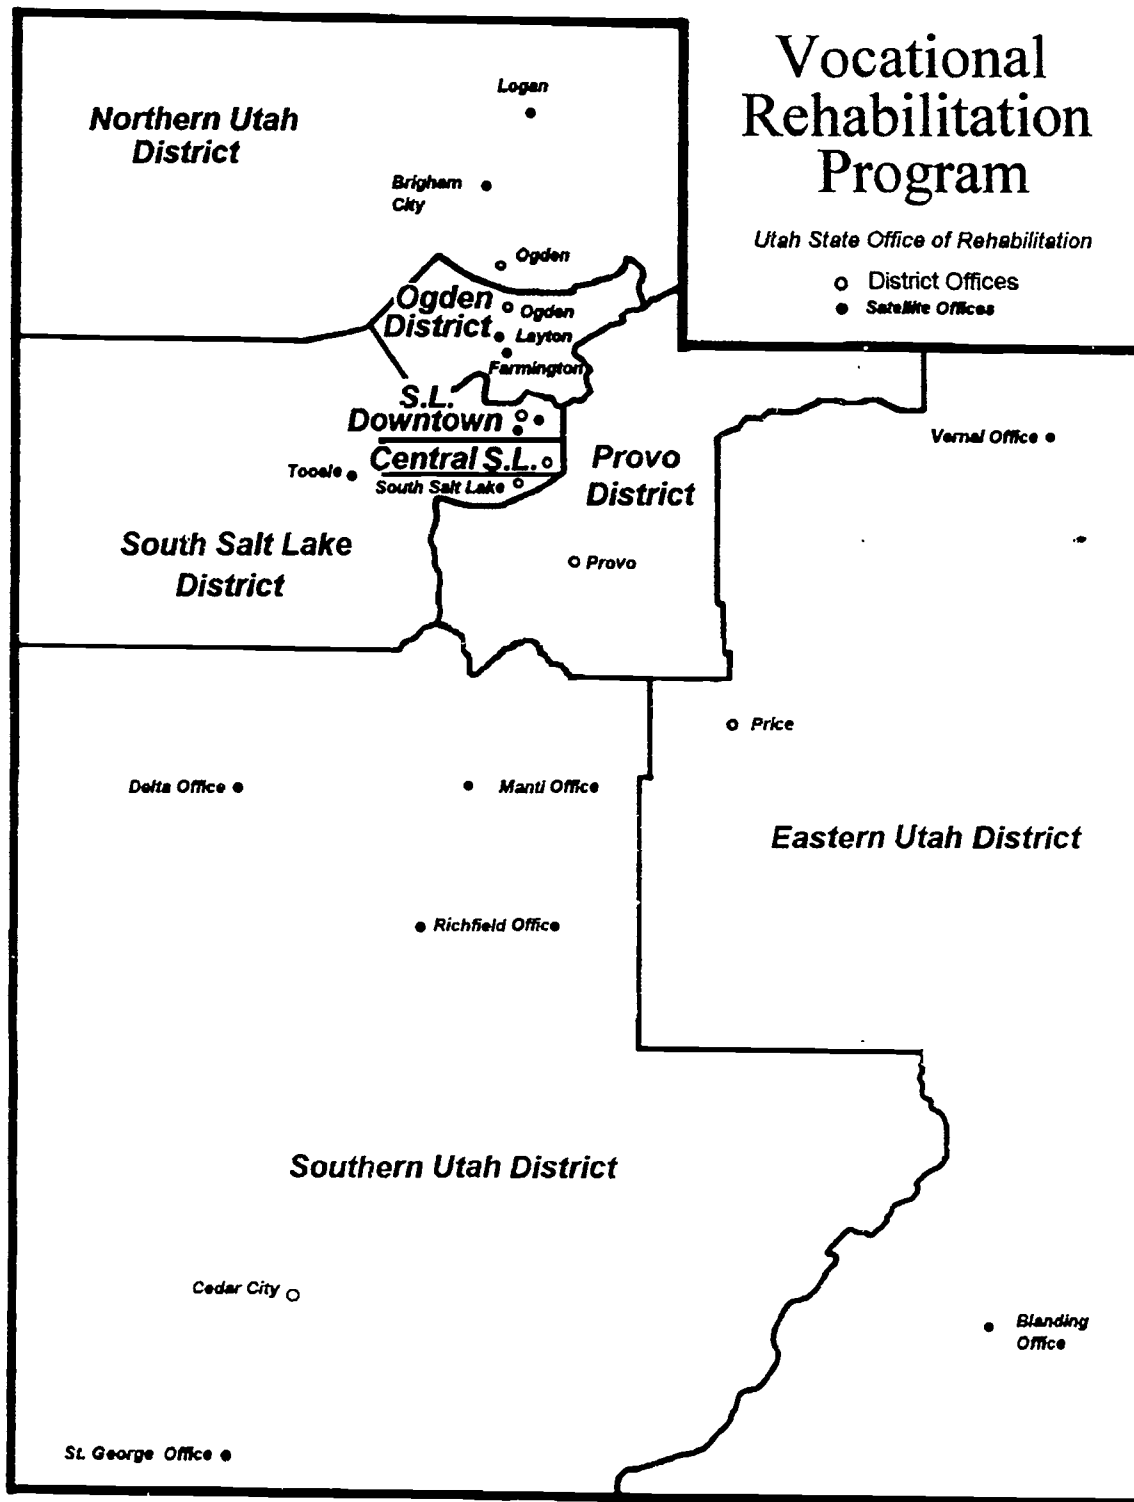 Vocational
Rehabilitation
Program
Utah State Office of Rehabilitation
District Offices
Satellite Offices
Northern Utah
District
Logan
Brigham
City
Ogden
Ogden
District
Ogden
Layton
Farmington
S.L.
Downtown
Central S.L.
South Salt Lake
Tooele
Provo
District
Vernal Office
South Salt Lake
District
Provo
Price
Delta Office
Manti Office
Eastern Utah District
Richfield Office
Southern Utah District
Cedar City
Blanding
Office
St. George Office